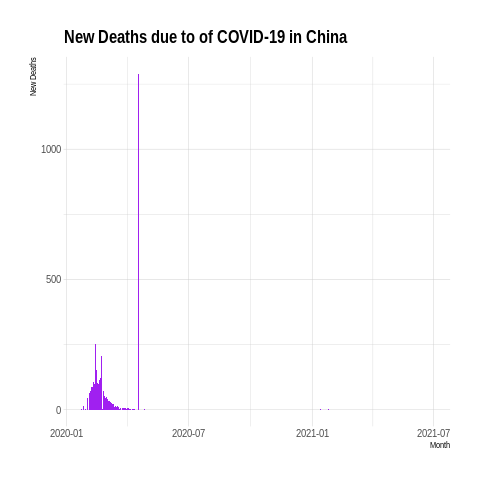 New Deaths due to of COVID-19 in China
New Deaths
1000
500
0
2020-01 2020-07 2021-01 2021-07
Month